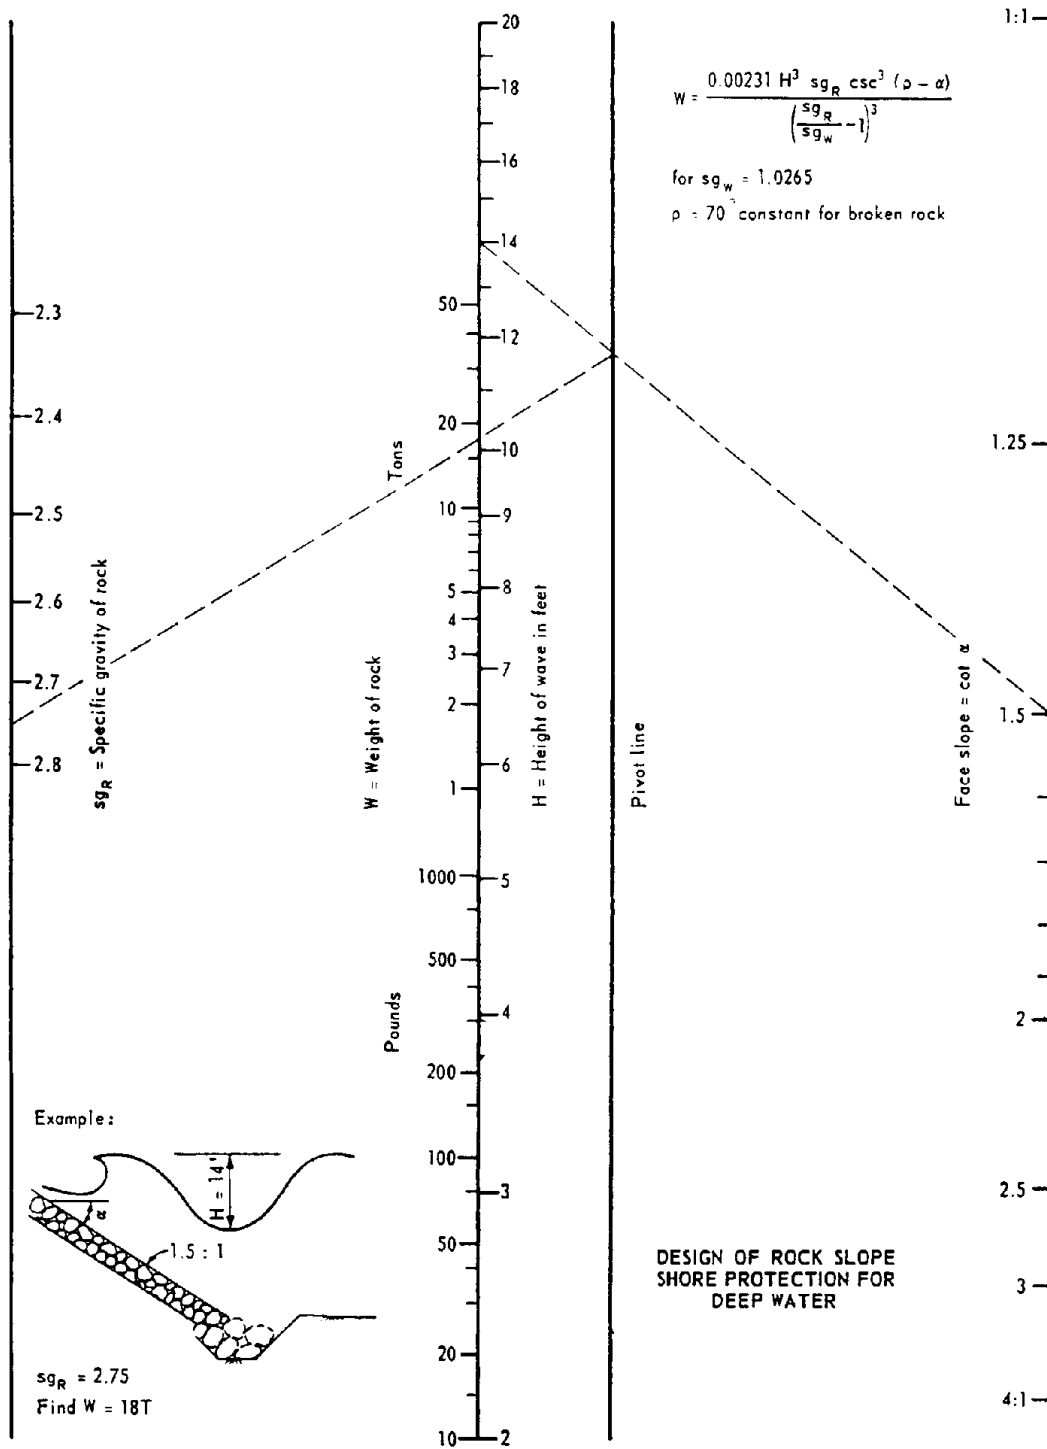 20
18
16
14
12
10
9
8
7
6
5
4
3
2
50
20
10
5
4
3
2
1
1000
500
200
100
50
20
10
2.3
2.4
2.5
2.6
2.7
2.8
sg_R = Specific gravity of rock
Tons
W = Weight of rock
Pounds
H = Height of wave in feet
Pivot line
W = 0.00231 H³ sg_R csc³ (ρ - α)
(sg_R / sg_w - 1)³
for sg_w = 1.0265
ρ = 70° constant for broken rock
Face slope = cot α
1:1
1.25
1.5
2
2.5
3
4:1
Example:
H = 14'
α
1.5 : 1
sg_R = 2.75
Find W = 18T
DESIGN OF ROCK SLOPE
SHORE PROTECTION FOR
DEEP WATER